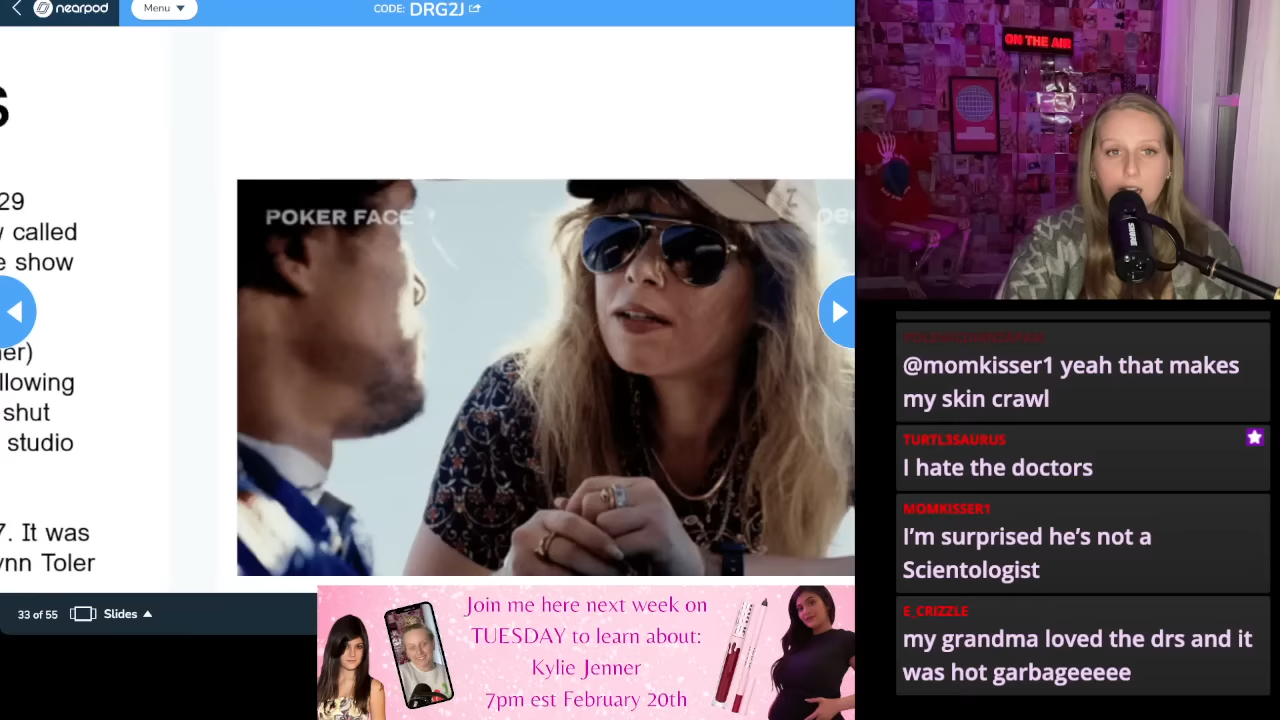 nearpod
Menu
CODE: DRG2J
S
29
called
e show
er)
llowing
shut
studio
7. It was
ynn Toler
POKER FACE
33 of 55
Slides
Join me here next week on
TUESDAY to learn about:
Kylie Jenner
7pm est February 20th
ON THE AIR
SHURE
@momkisser1 yeah that makes
my skin crawl
TURTL3SAURUS
I hate the doctors
MOMKISSER1
I’m surprised he’s not a
Scientologist
E_CRIZZLE
my grandma loved the drs and it
was hot garbageeeee